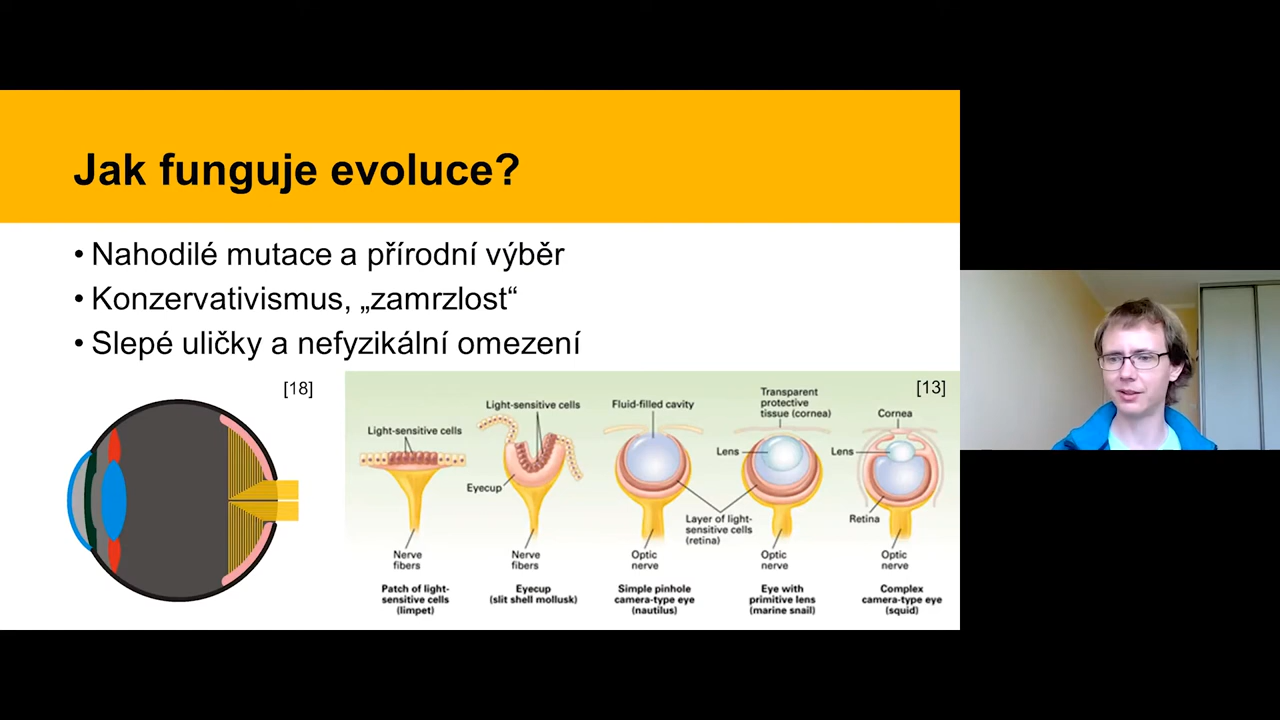 Jak funguje evoluce?
• Nahodilé mutace a přírodní výběr
• Konzervativismus, „zamrzlost“
• Slepé uličky a nefyzikální omezení
[18]
[13]
Light-sensitive cells
Nerve
fibers
Patch of light-
sensitive cells
(limpet)
Light-sensitive cells
Eyecup
Nerve
fibers
Eyecup
(slit shell mollusk)
Fluid-filled cavity
Layer of light-
sensitive cells
(retina)
Optic
nerve
Simple pinhole
camera-type eye
(nautilus)
Transparent
protective
tissue (cornea)
Lens
Optic
nerve
Eye with
primitive lens
(marine snail)
Cornea
Lens
Retina
Optic
nerve
Complex
camera-type eye
(squid)